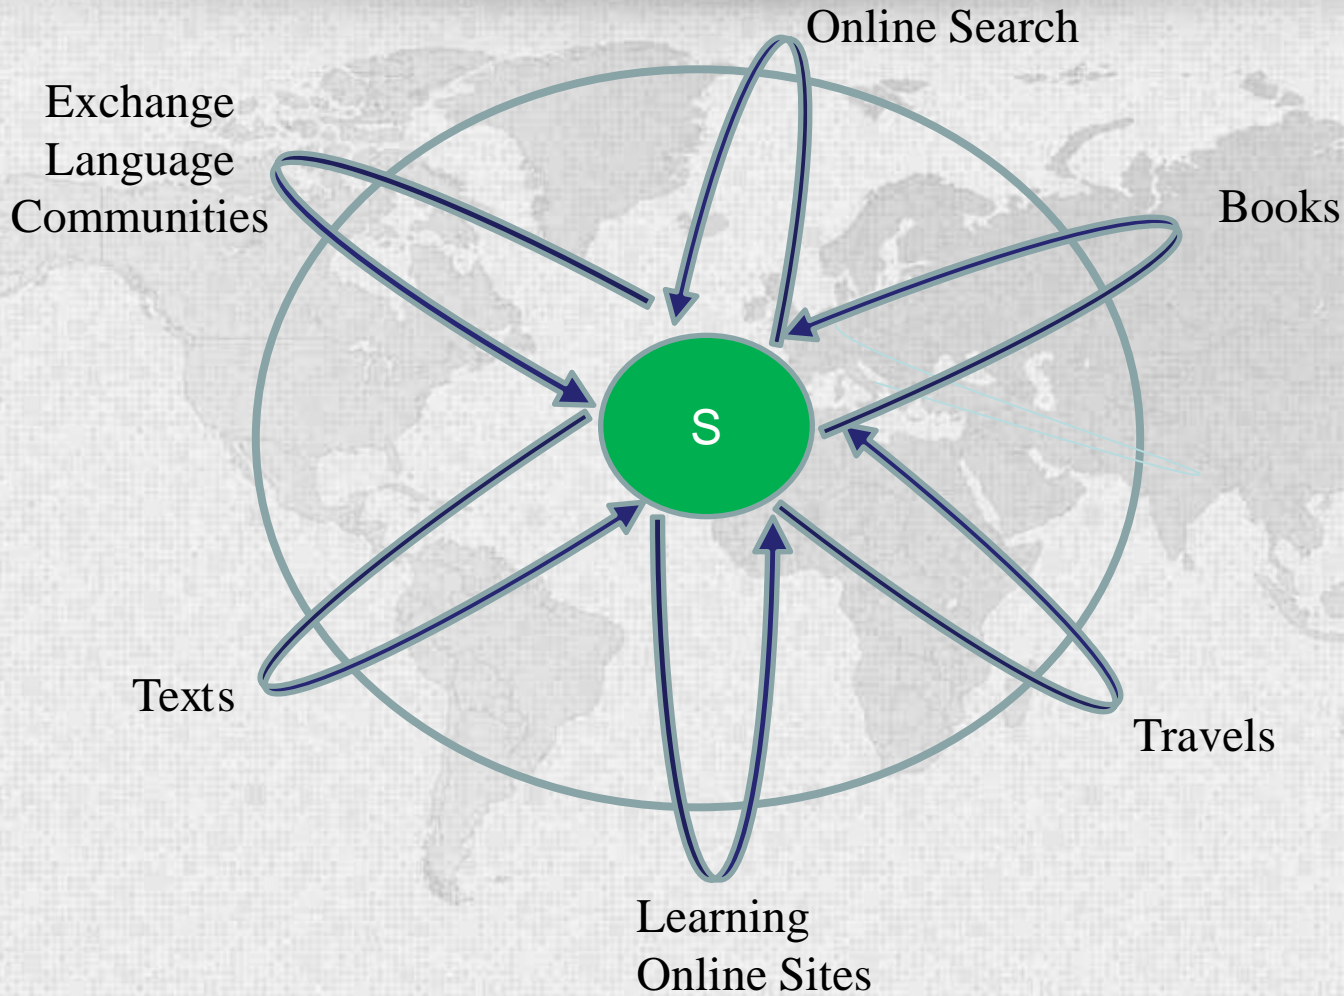 Online Search
Exchange
Language
Communities
Books
S
Texts
Travels
Learning
Online Sites